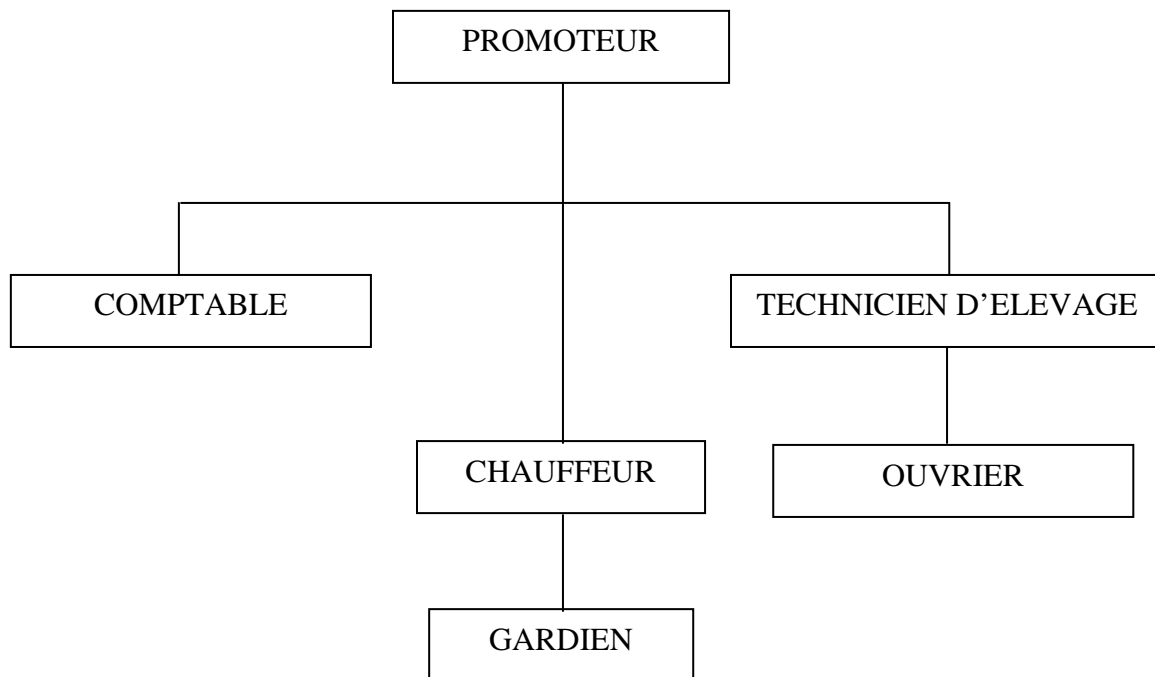 PROMOTEUR
COMPTABLE
TECHNICIEN D’ELEVAGE
CHAUFFEUR
OUVRIER
GARDIEN